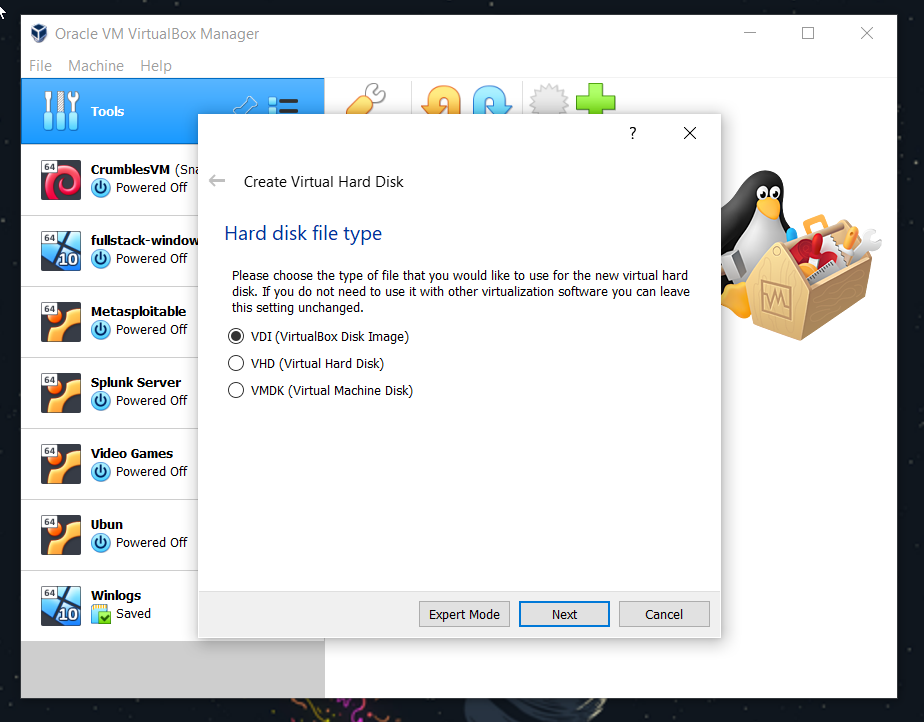 Oracle VM VirtualBox Manager
File Machine Help
Tools
?
Create Virtual Hard Disk
64
CrumblesVM (Sna
Powered Off
Hard disk file type
64
10
fullstack-window
Powered Off
Please choose the type of file that you would like to use for the new virtual hard
disk. If you do not need to use it with other virtualization software you can leave
this setting unchanged.
64
Metasploitable
Powered Off
VDI (VirtualBox Disk Image)
VHD (Virtual Hard Disk)
VMDK (Virtual Machine Disk)
64
Splunk Server
Powered Off
64
Video Games
Powered Off
64
Ubun
Powered Off
64
10
Winlogs
Saved
Expert Mode Next Cancel